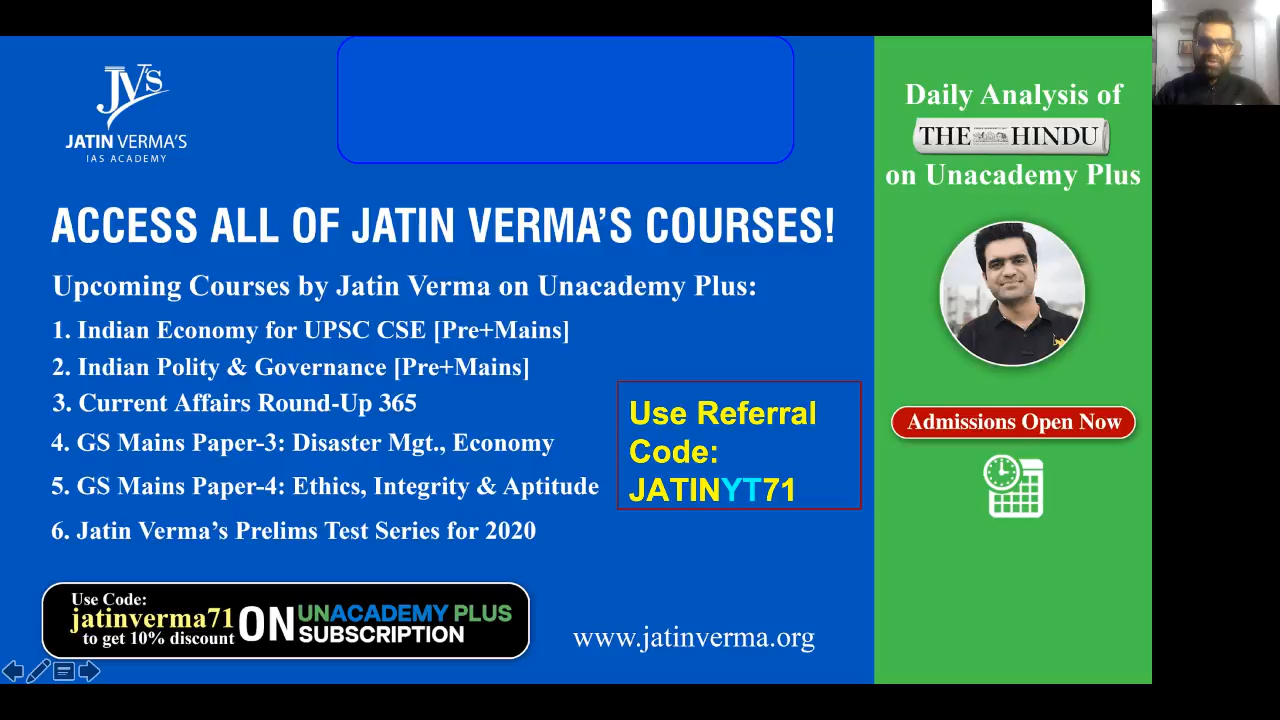 JV'S
JATIN VERMA'S
IAS ACADEMY
ACCESS ALL OF JATIN VERMA'S COURSES!
Upcoming Courses by Jatin Verma on Unacademy Plus:
1. Indian Economy for UPSC CSE [Pre+Mains]
2. Indian Polity & Governance [Pre+Mains]
3. Current Affairs Round-Up 365
4. GS Mains Paper-3: Disaster Mgt., Economy
5. GS Mains Paper-4: Ethics, Integrity & Aptitude
6. Jatin Verma's Prelims Test Series for 2020
Use Referral
Code:
JATINYT71
Use Code:
jatinverma71
to get 10% discount
ON
UNACADEMY PLUS
SUBSCRIPTION
www.jatinverma.org
Daily Analysis of
THE HINDU
on Unacademy Plus
Admissions Open Now